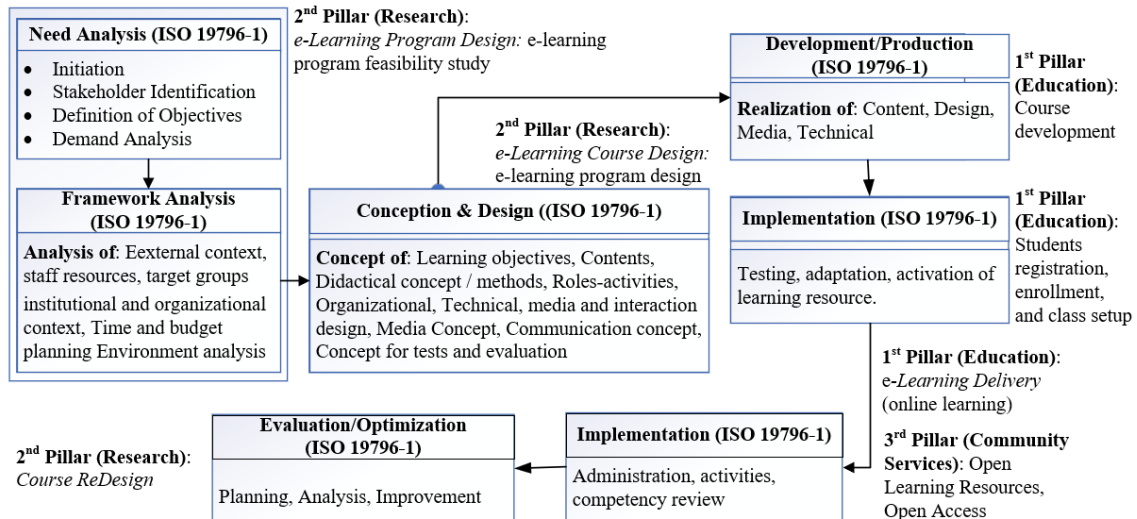 Need Analysis (ISO 19796-1)
• Initiation
• Stakeholder Identification
• Definition of Objectives
• Demand Analysis
2nd Pillar (Research):
e-Learning Program Design: e-learning
program feasibility study
Framework Analysis
(ISO 19796-1)
Analysis of: Eexternal context,
staff resources, target groups
institutional and organizational
context, Time and budget
planning Environment analysis
2nd Pillar (Research):
e-Learning Course Design:
e-learning program design
Conception & Design ((ISO 19796-1)
Concept of: Learning objectives, Contents,
Didactical concept / methods, Roles-activities,
Organizational, Technical, media and interaction
design, Media Concept, Communication concept,
Concept for tests and evaluation
Development/Production
(ISO 19796-1)
Realization of: Content, Design,
Media, Technical
1st Pillar
(Education):
Course
development
Implementation (ISO 19796-1)
Testing, adaptation, activation of
learning resource.
1st Pillar
(Education):
Students
registration,
enrollment,
and class setup
1st Pillar (Education):
e-Learning Delivery
(online learning)
3rd Pillar (Community
Services): Open
Learning Resources,
Open Access
Implementation (ISO 19796-1)
Administration, activities,
competency review
Evaluation/Optimization
(ISO 19796-1)
Planning, Analysis, Improvement
2nd Pillar (Research):
Course ReDesign